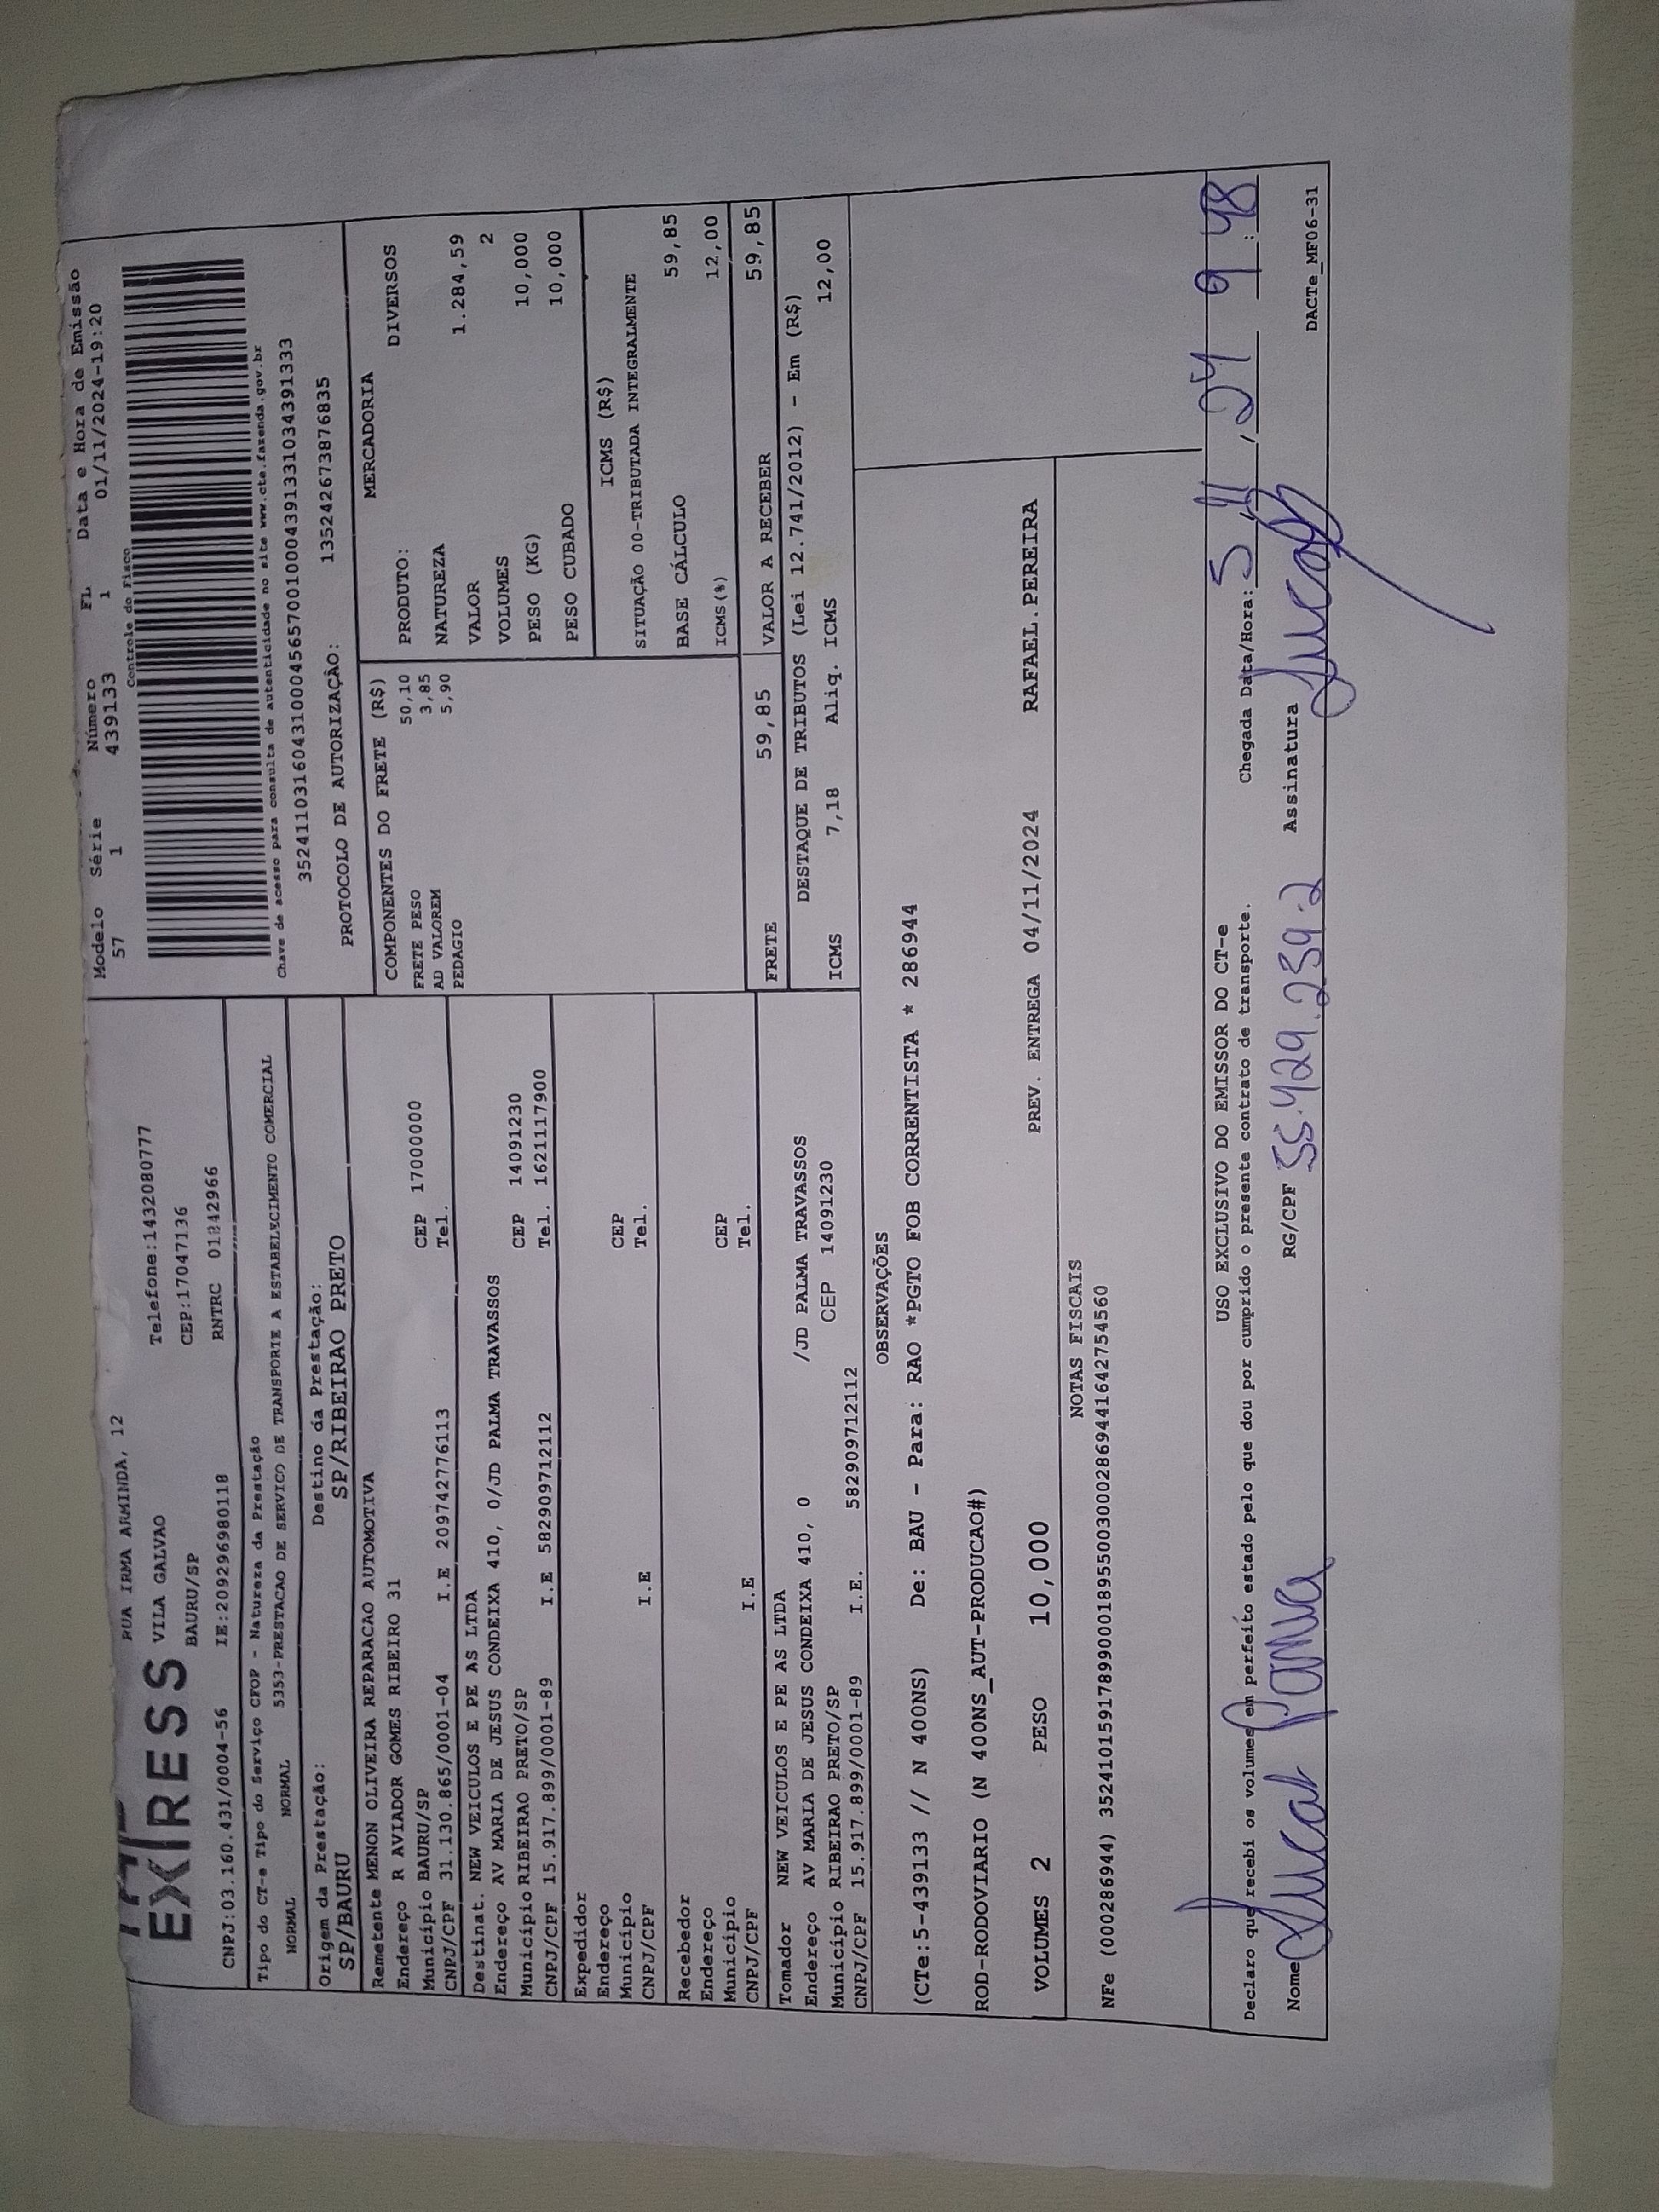 EXPRESS
RUA IRMA ARMINDA, 12
VILA GALVAO
Telefone:1432080777
BAURU/SP
CEP:17047136
CNPJ:03.160.431/0004-56 IE:209296980118 RNTRC
Modelo Série Número FL Data e Hora de Emissão
57 1 439133 1 01/11/2024-19:20
Controle do Fisco
Chave de acesso para consulta de autenticidade no site www.cte.fazenda.gov.br
35241103160431000456570010004391331034391333
PROTOCOLO DE AUTORIZAÇÃO: 135242673876835
Tipo do CT-e Tipo do Serviço CFOP - Natureza da Prestação
NORMAL NORMAL 5353-PRESTACAO DE SERVICO DE TRANSPORTE A ESTABELECIMENTO COMERCIAL
Origem da Prestação: Destino da Prestação:
SP/BAURU SP/RIBEIRAO PRETO
Remetente MENON OLIVEIRA REPARACAO AUTOMOTIVA
Endereço R AVIADOR GOMES RIBEIRO 31
Município BAURU/SP CEP 17000000
CNPJ/CPF 31.130.865/0001-04 I.E 209742776113 Tel.
Destinat. NEW VEICULOS E PE AS LTDA
Endereço AV MARIA DE JESUS CONDEIXA 410, 0/JD PALMA TRAVASSOS
Município RIBEIRAO PRETO/SP CEP 14091230
CNPJ/CPF 15.917.899/0001-89 I.E 582909712112 Tel. 1621117900
Expedidor
Endereço
Município CEP
CNPJ/CPF I.E Tel.
Recebedor
Endereço
Município CEP
CNPJ/CPF I.E Tel.
Tomador NEW VEICULOS E PE AS LTDA
Endereço AV MARIA DE JESUS CONDEIXA 410, 0 /JD PALMA TRAVASSOS
Município RIBEIRAO PRETO/SP CEP 14091230
CNPJ/CPF 15.917.899/0001-89 I.E. 582909712112
COMPONENTES DO FRETE (R$)
FRETE PESO 50,10
AD VALOREM 3,85
PEDAGIO 5,90
MERCADORIA
PRODUTO: DIVERSOS
NATUREZA
VALOR 1.284,59
VOLUMES 2
PESO (KG) 10,000
PESO CUBADO 10,000
ICMS (R$)
SITUAÇÃO 00-TRIBUTADA INTEGRALMENTE
BASE CÁLCULO 59,85
ICMS(%) 12,00
FRETE 59,85 VALOR A RECEBER 59,85
DESTAQUE DE TRIBUTOS (Lei 12.741/2012) - Em (R$)
ICMS 7,18 Aliq. ICMS 12,00
OBSERVAÇÕES
(CTe:5-439133 // N 400NS) De: BAU - Para: RAO *PGTO FOB CORRENTISTA * 286944
ROD-RODOVIARIO (N 400NS_AUT-PRODUCAO#)
VOLUMES 2 PESO 10,000 PREV. ENTREGA 04/11/2024 RAFAEL.PEREIRA
NOTAS FISCAIS
NFe (000286944) 35241015917899000189550030002869441642754560
USO EXCLUSIVO DO EMISSOR DO CT-e
Declaro que recebi os volumes em perfeito estado pelo que dou por cumprido o presente contrato de transporte. Chegada Data/Hora: 5/11/24 9:48
Nome RG/CPF 55.429.239.2 Assinatura Lucas
DACTe_MF06-31